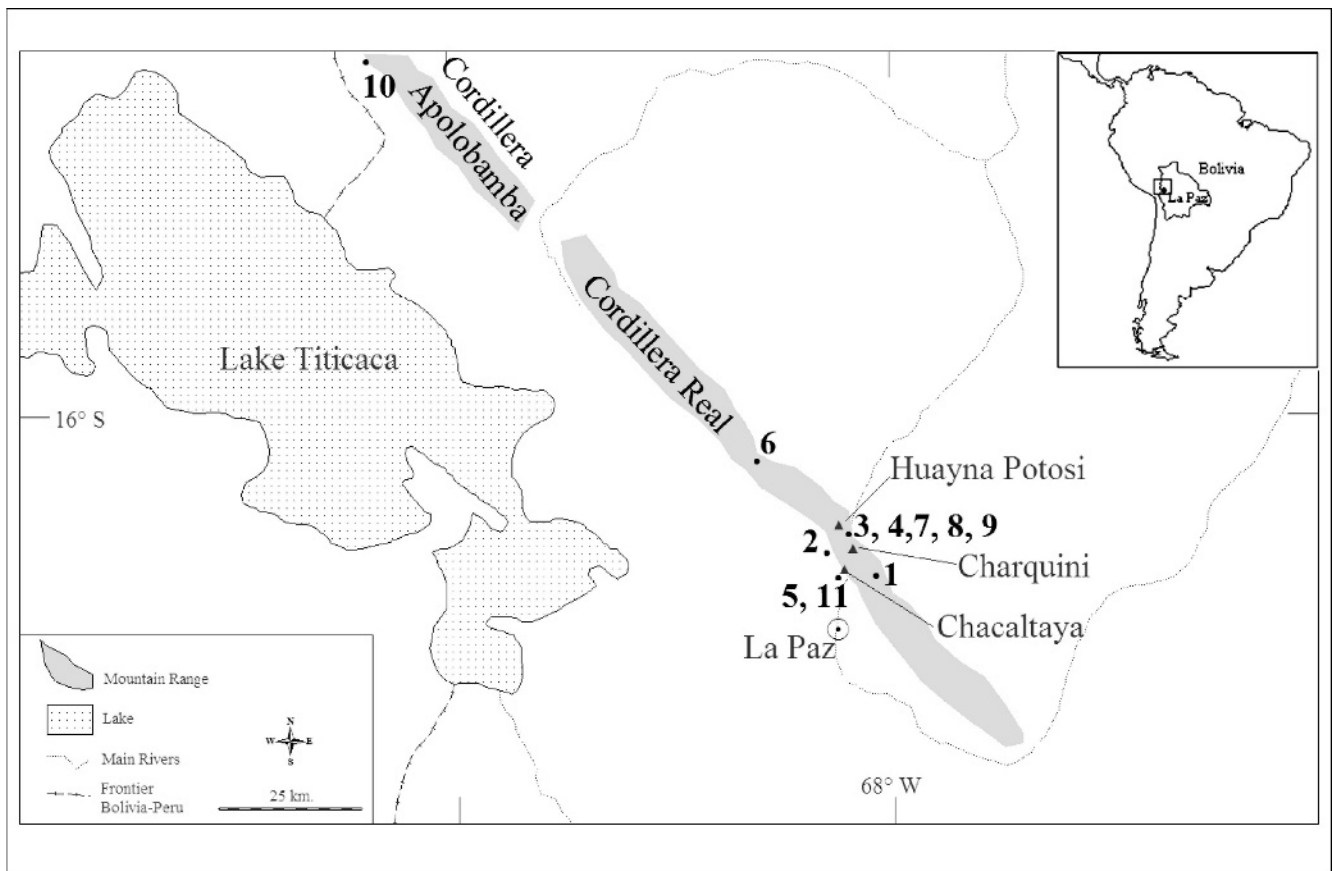 10
Cordillera
Apolobamba
Bolivia
La Paz
Lake Titicaca
Cordillera Real
16° S
6
Huayna Potosi
3, 4,7, 8, 9
2
Charquini
1
5, 11
Chacaltaya
La Paz
Mountain Range
Lake
N
W E
S
Main Rivers
Frontier
Bolivia-Peru
25 km.
68° W